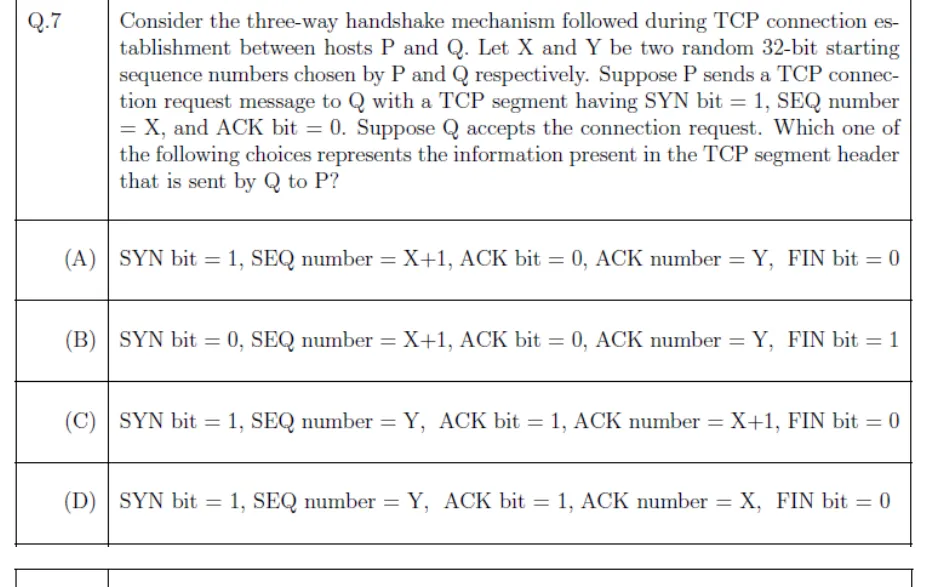 Q.7 Consider the three-way handshake mechanism followed during TCP connection es-
tablishment between hosts P and Q. Let X and Y be two random 32-bit starting
sequence numbers chosen by P and Q respectively. Suppose P sends a TCP connec-
tion request message to Q with a TCP segment having SYN bit = 1, SEQ number
= X, and ACK bit = 0. Suppose Q accepts the connection request. Which one of
the following choices represents the information present in the TCP segment header
that is sent by Q to P?
(A) SYN bit = 1, SEQ number = X+1, ACK bit = 0, ACK number = Y, FIN bit = 0
(B) SYN bit = 0, SEQ number = X+1, ACK bit = 0, ACK number = Y, FIN bit = 1
(C) SYN bit = 1, SEQ number = Y, ACK bit = 1, ACK number = X+1, FIN bit = 0
(D) SYN bit = 1, SEQ number = Y, ACK bit = 1, ACK number = X, FIN bit = 0